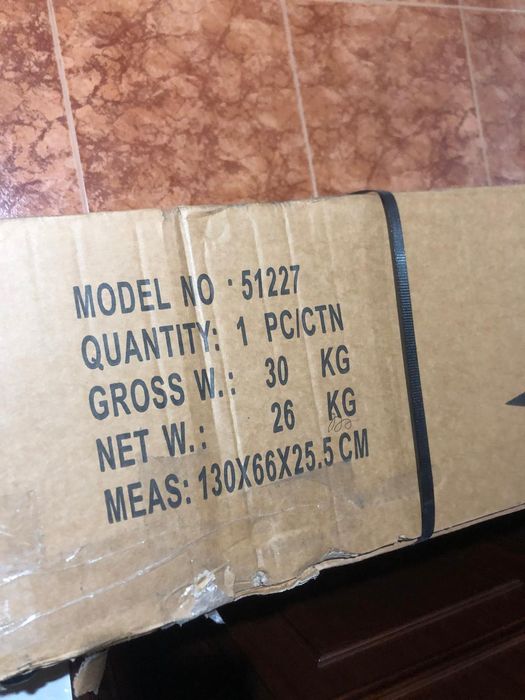 MODEL NO : 51227
QUANTITY: 1 PC/CTN
GROSS W.: 30 KG
NET W.: 26 KG
MEAS: 130X66X25.5 CM